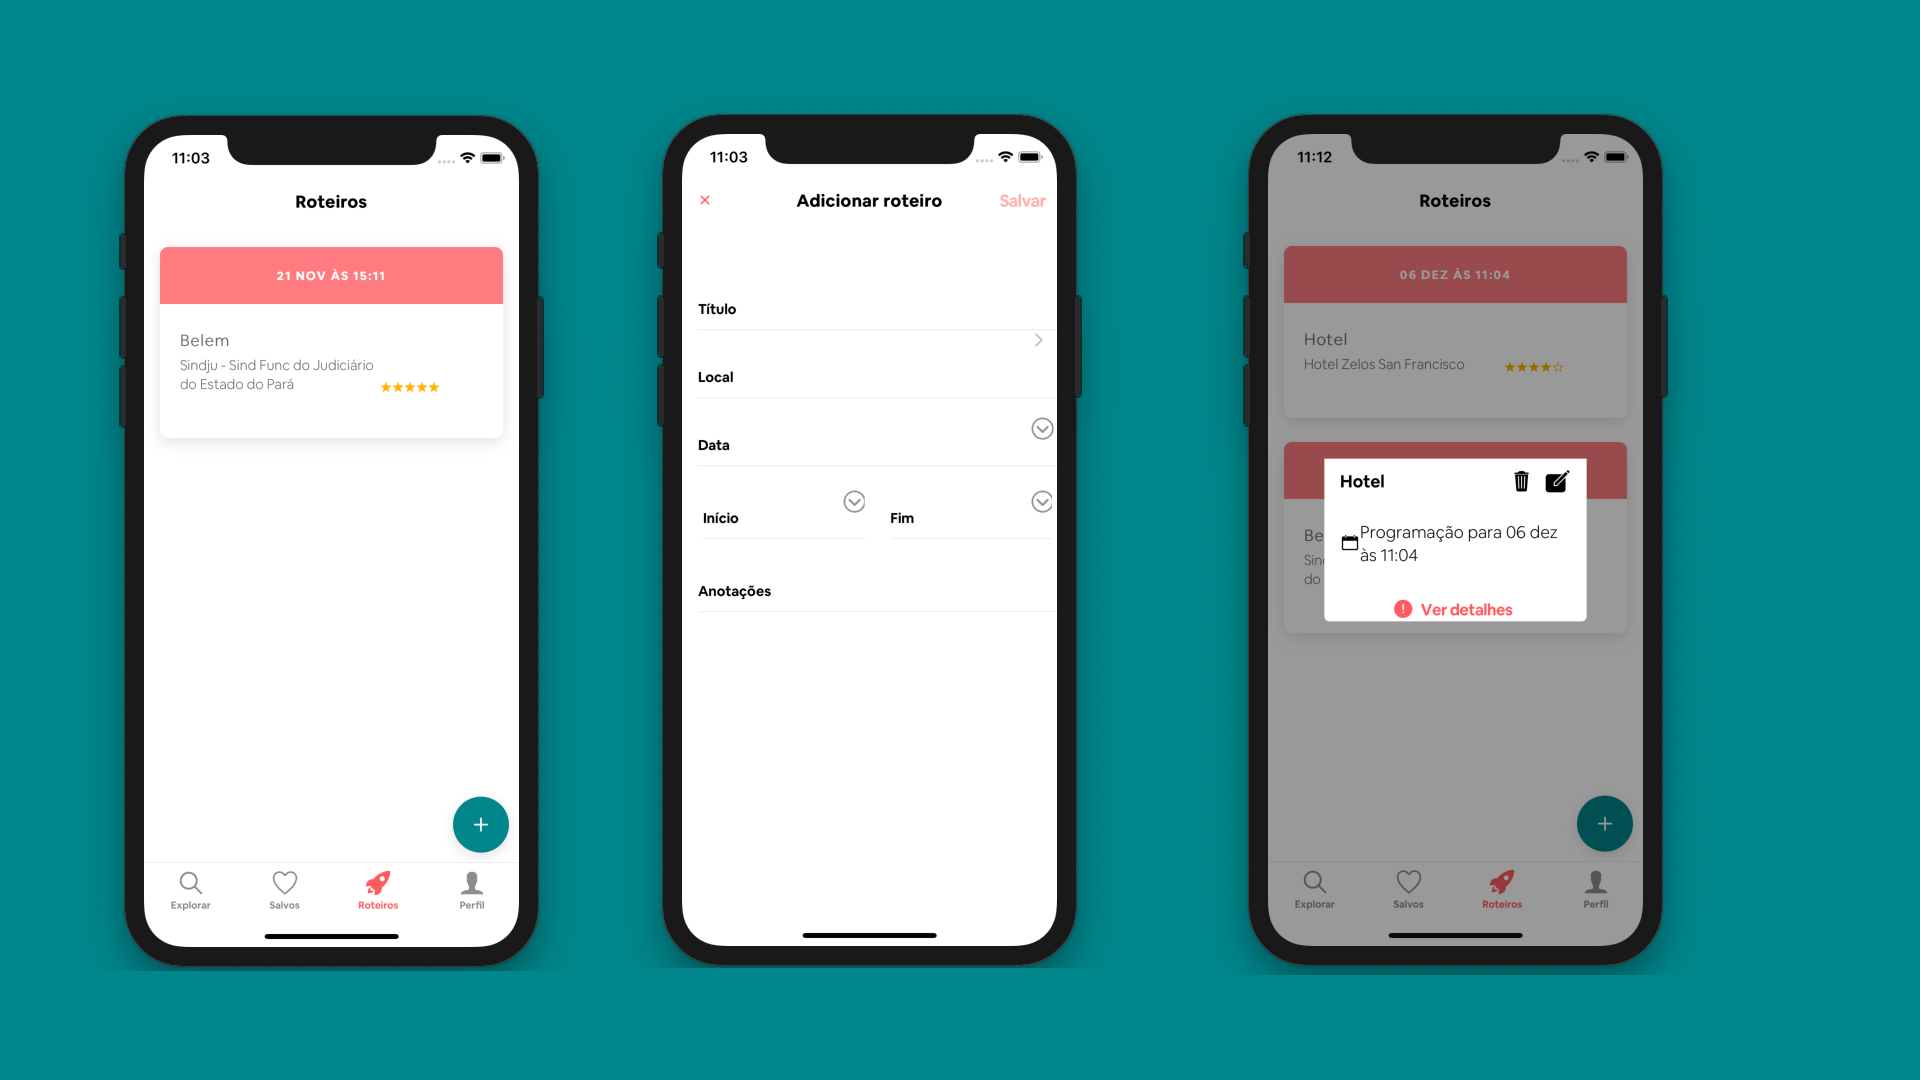 11:03
Roteiros
21 NOV ÀS 15:11
Belem
Sindju - Sind Func do Judiciário
do Estado do Pará
★★★★★
+
Explorar
Salvos
Roteiros
Perfil
11:03
×
Adicionar roteiro
Salvar
Título
Local
Data
Início
Fim
Anotações
11:12
Roteiros
06 DEZ ÀS 11:04
Hotel
Hotel Zelos San Francisco
★★★★☆
Be
Sin
do
Hotel
Programação para 06 dez
às 11:04
Ver detalhes
+
Explorar
Salvos
Roteiros
Perfil